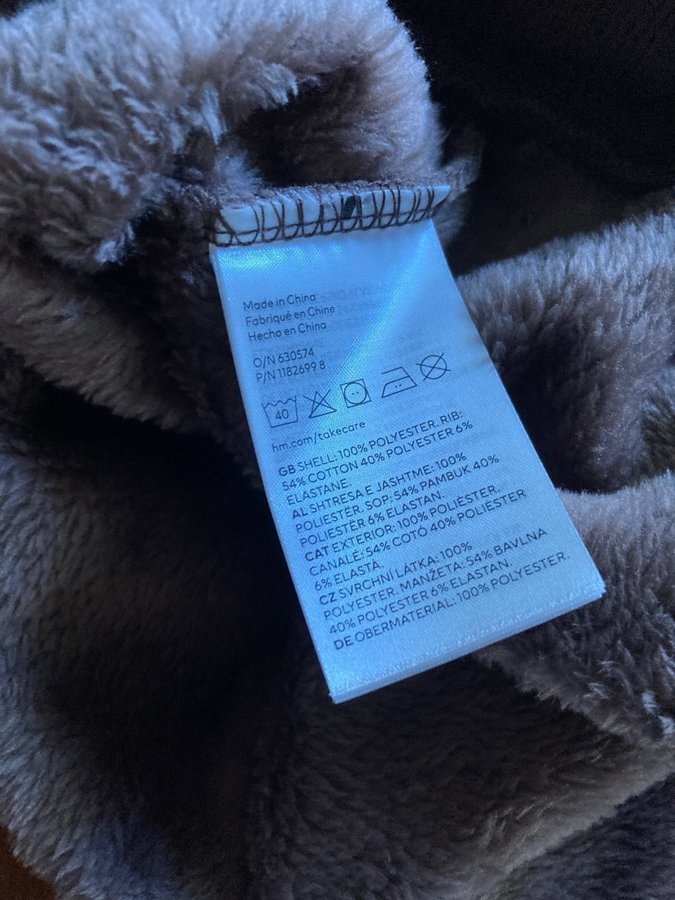 Made in China
Fabriqué en Chine
Hecho en China
O/N 630574
P/N 1182699 8
40
hm.com/takecare
GB SHELL: 100% POLYESTER. RIB:
54% COTTON 40% POLYESTER 6%
ELASTANE.
AL SHTRESA E JASHTME: 100%
POLIESTËR. SOP: 54% PAMBUK 40%
POLIESTËR 6% ELASTAN.
CAT EXTERIOR: 100% POLIÈSTER.
CANALÉ: 54% COTÓ 40% POLIÈSTER
6% ELASTÀ.
CZ SVRCHNÍ LÁTKA: 100%
POLYESTER. MANŽETA: 54% BAVLNA
40% POLYESTER 6% ELASTAN.
DE OBERMATERIAL: 100% POLYESTER.